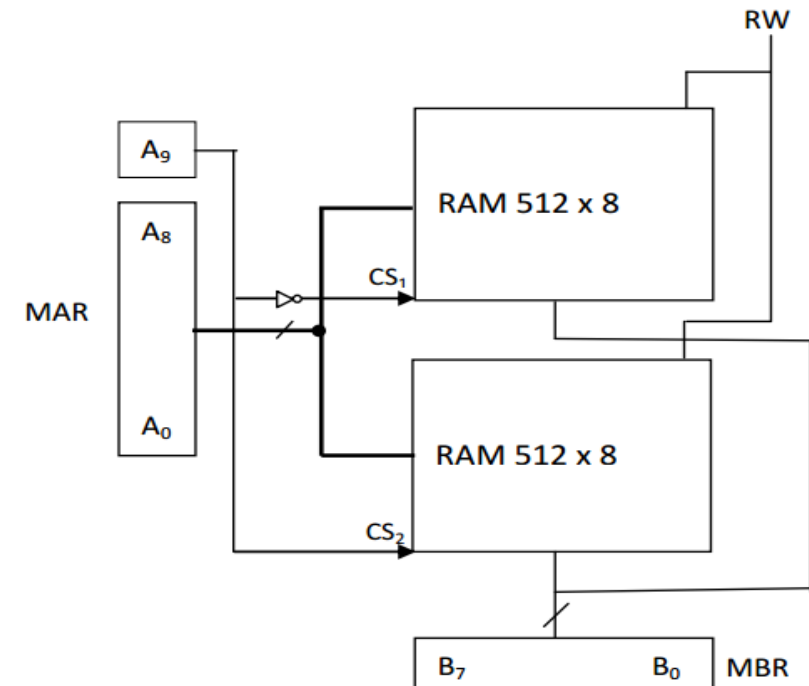 RW
A₉
RAM 512 x 8
A₈
CS₁
MAR
A₀
RAM 512 x 8
CS₂
B₇ B₀ MBR